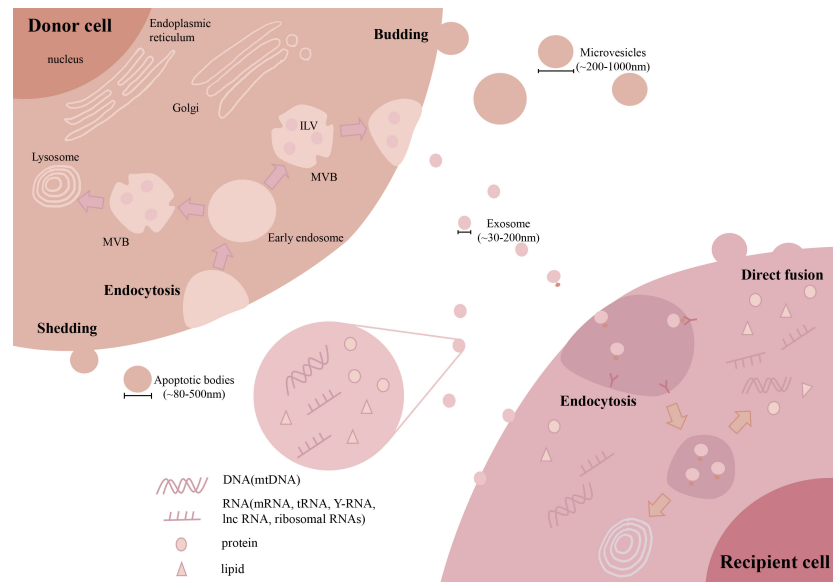 Donor cell
nucleus
Endoplasmic
reticulum
Golgi
Budding
Microvesicles
(~200-1000nm)
ILV
Lysosome
MVB
MVB
Early endosome
Exosome
(~30-200nm)
Endocytosis
Shedding
Direct fusion
Apoptotic bodies
(~80-500nm)
Endocytosis
DNA(mtDNA)
RNA(mRNA, tRNA, Y-RNA,
lnc RNA, ribosomal RNAs)
protein
lipid
Recipient cell